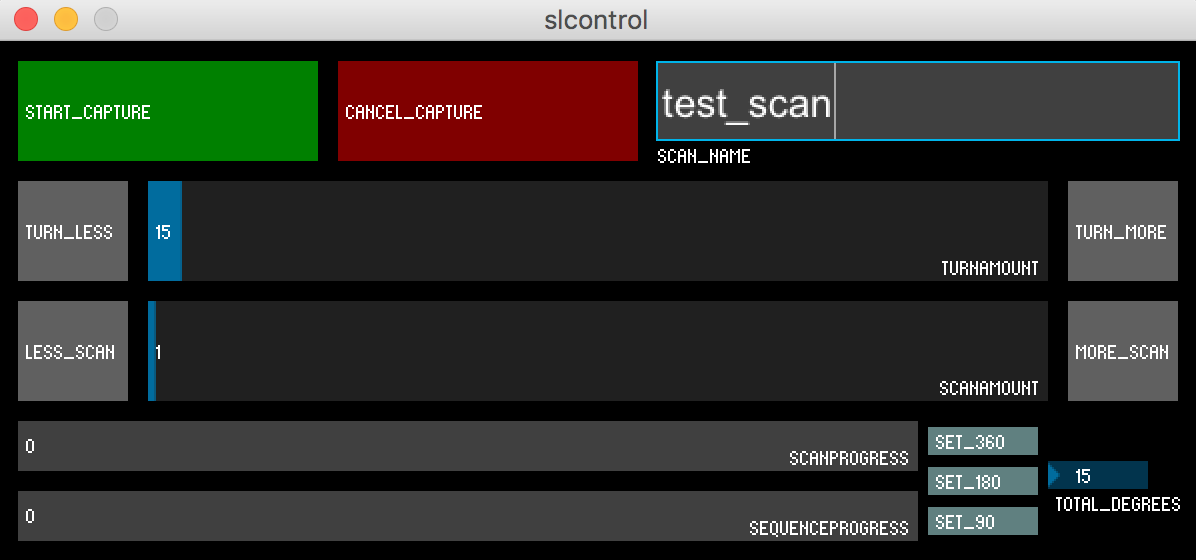 slcontrol
START_CAPTURE
CANCEL_CAPTURE
test_scan
SCAN_NAME
TURN_LESS
15
TURNAMOUNT
TURN_MORE
LESS_SCAN
1
SCANAMOUNT
MORE_SCAN
0
SCANPROGRESS
SET_360
SET_180
15
TOTAL_DEGREES
0
SEQUENCEPROGRESS
SET_90